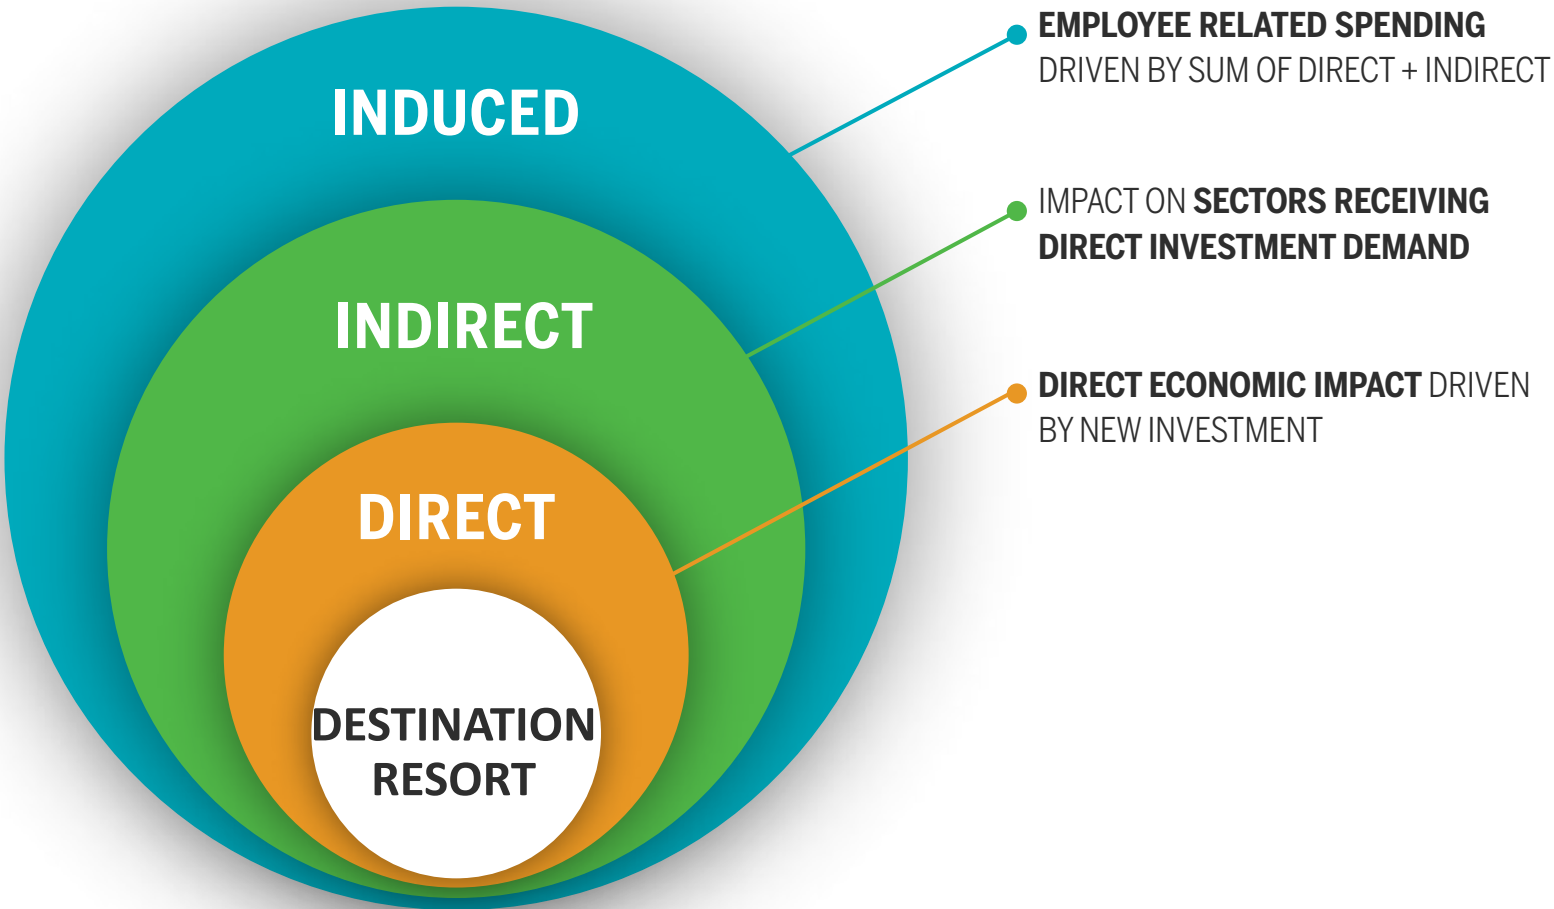 INDUCED
INDIRECT
DIRECT
DESTINATION
RESORT
EMPLOYEE RELATED SPENDING
DRIVEN BY SUM OF DIRECT + INDIRECT
IMPACT ON SECTORS RECEIVING
DIRECT INVESTMENT DEMAND
DIRECT ECONOMIC IMPACT DRIVEN
BY NEW INVESTMENT